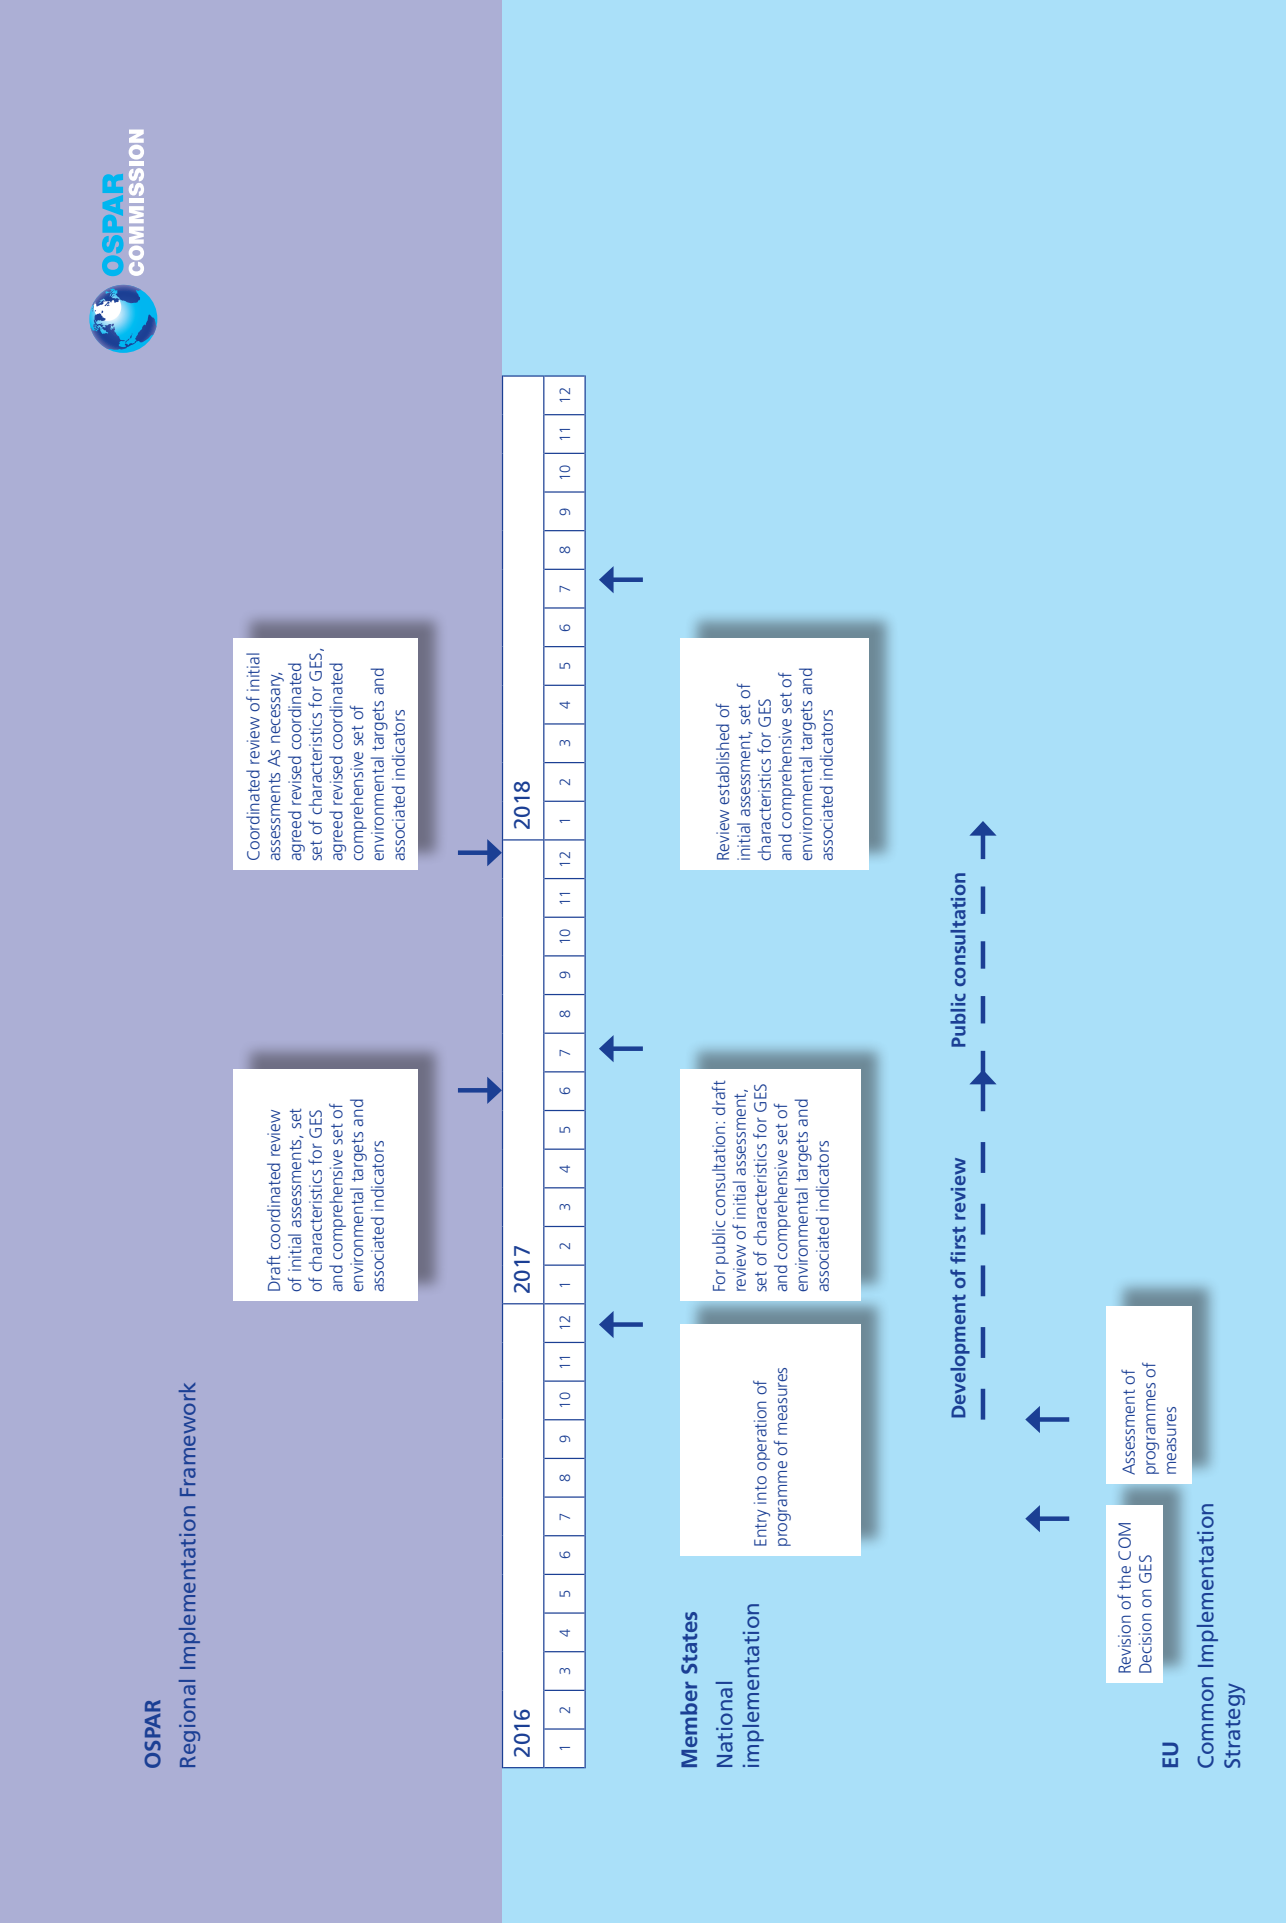 OSPAR
COMMISSION
OSPAR
Regional Implementation Framework
Draft coordinated review
of initial assessments, set
of characteristics for GES
and comprehensive set of
environmental targets and
associated indicators
Coordinated review of initial
assessments As necessary,
agreed revised coordinated
set of characteristics for GES,
agreed revised coordinated
comprehensive set of
environmental targets and
associated indicators
2016 2017 2018
1 2 3 4 5 6 7 8 9 10 11 12 1 2 3 4 5 6 7 8 9 10 11 12 1 2 3 4 5 6 7 8 9 10 11 12
Member States
National
implementation
Entry into operation of
programme of measures
For public consultation: draft
review of initial assessment,
set of characteristics for GES
and comprehensive set of
environmental targets and
associated indicators
Review established of
initial assessment, set of
characteristics for GES
and comprehensive set of
environmental targets and
associated indicators
Development of first review
Public consultation
Revision of the COM
Decision on GES
Assessment of
programmes of
measures
EU
Common Implementation
Strategy